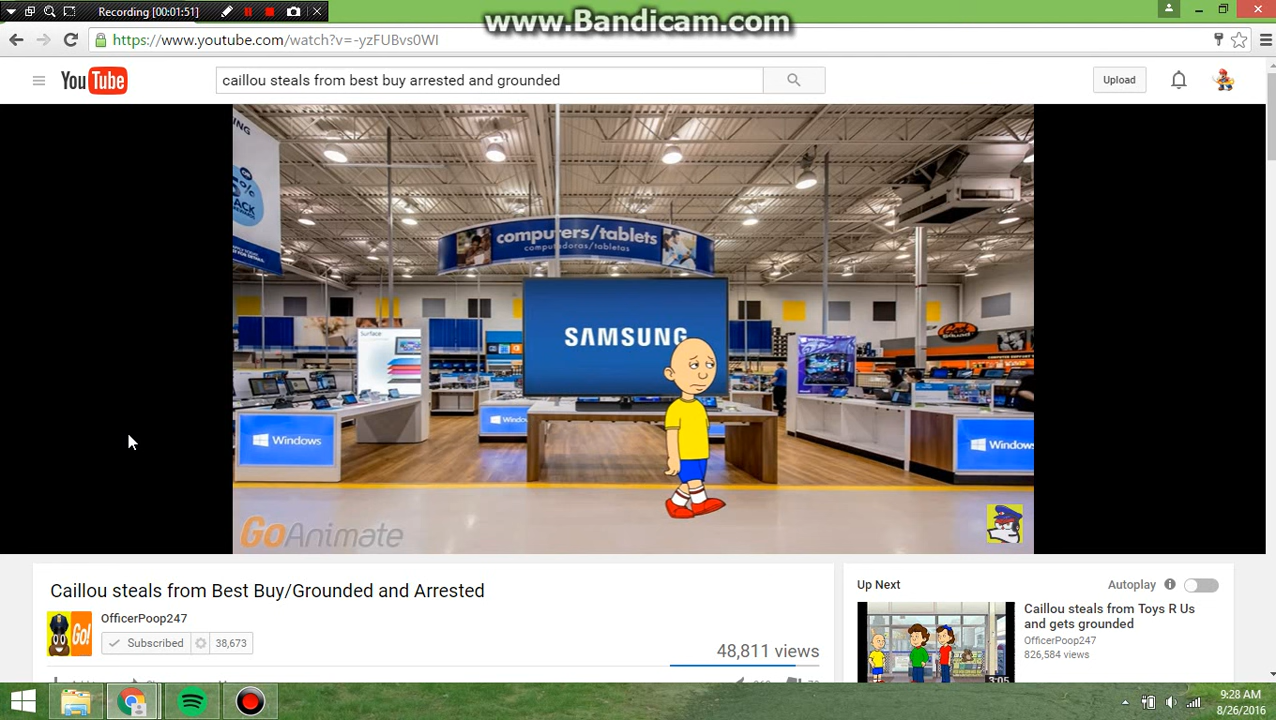 Recording [00:01:51]
www.Bandicam.com
https://www.youtube.com/watch?v=-yzFUBvs0WI
YouTube
caillou steals from best buy arrested and grounded
Upload
computers/tablets
computadoras/tabletas
Surface
SAMSUNG
Windows
Windows
Windows
GoAnimate
Caillou steals from Best Buy/Grounded and Arrested
OfficerPoop247
Go!
Subscribed 38,673
48,811 views
Up Next
Autoplay
Caillou steals from Toys R Us
and gets grounded
OfficerPoop247
826,584 views
3:05
9:28 AM
8/26/2016